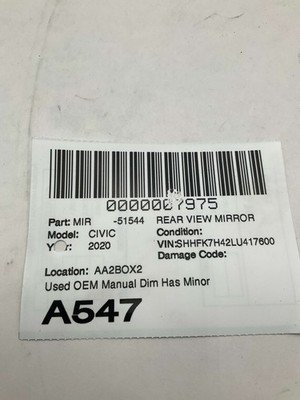 0000007975
Part: MIR -51544 REAR VIEW MIRROR
Model: CIVIC Condition:
Year: 2020 VIN:SHHFK7H42LU417600
Damage Code:
Location: AA2BOX2
Used OEM Manual Dim Has Minor
A547